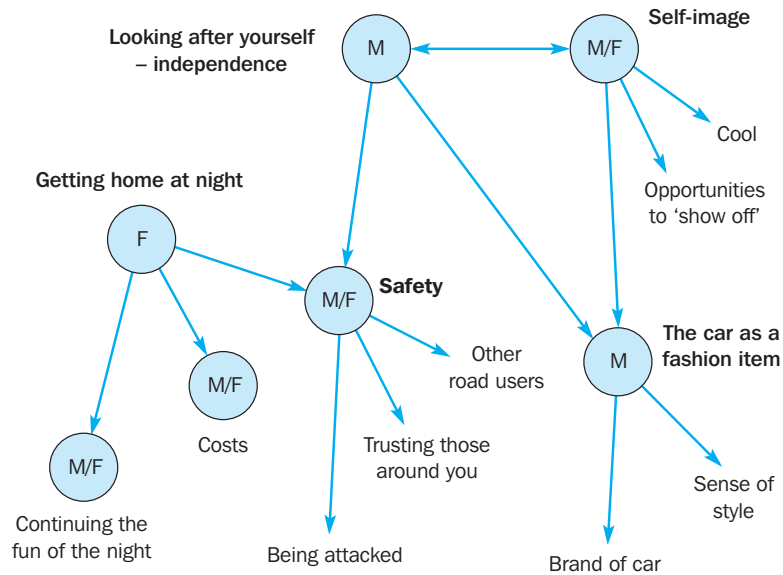 Self-image
Looking after yourself
– independence
M
M/F
Cool
Opportunities
to ‘show off’
Getting home at night
F
M/F
Safety
The car as a
fashion item
M
Other
road users
M/F
Costs
Trusting those
around you
M/F
Continuing the
fun of the night
Sense of
style
Being attacked
Brand of car